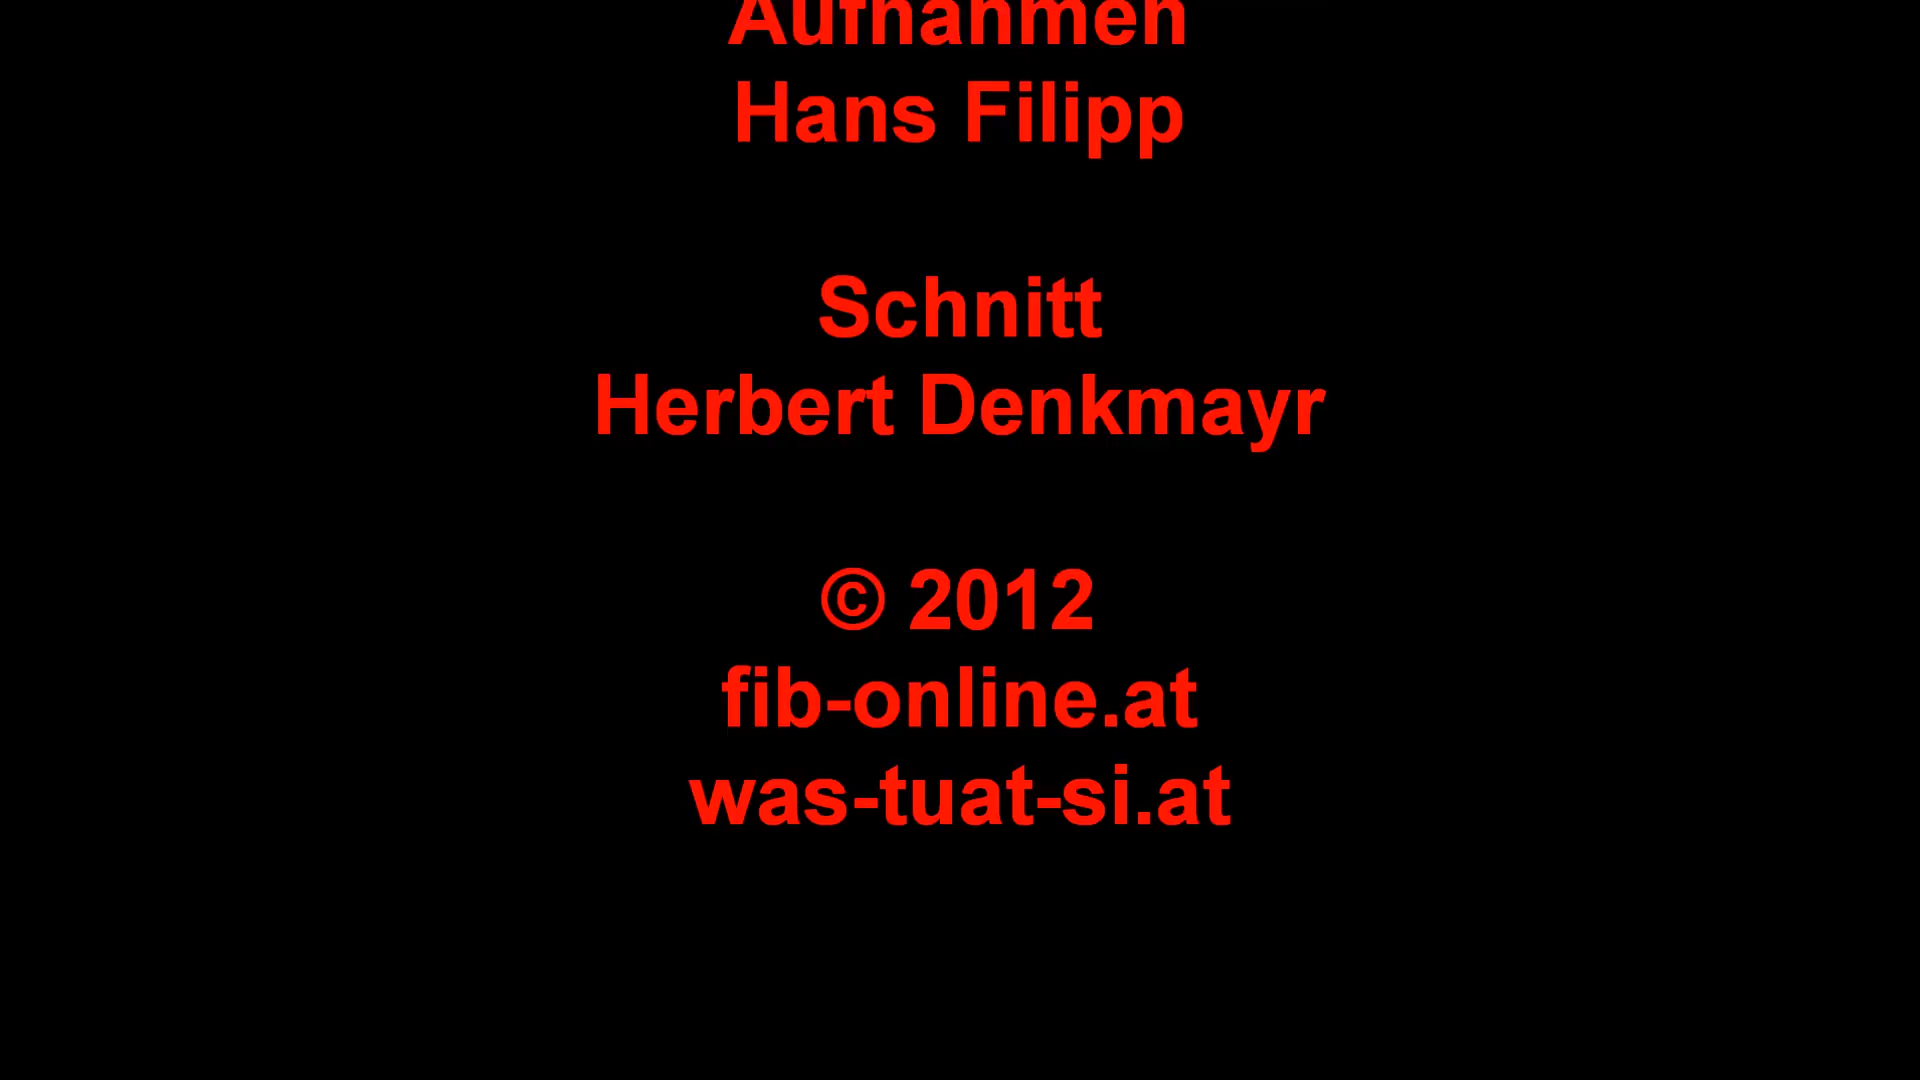 Aufnahmen
Hans Filipp
Schnitt
Herbert Denkmayr
© 2012
fib-online.at
was-tuat-si.at